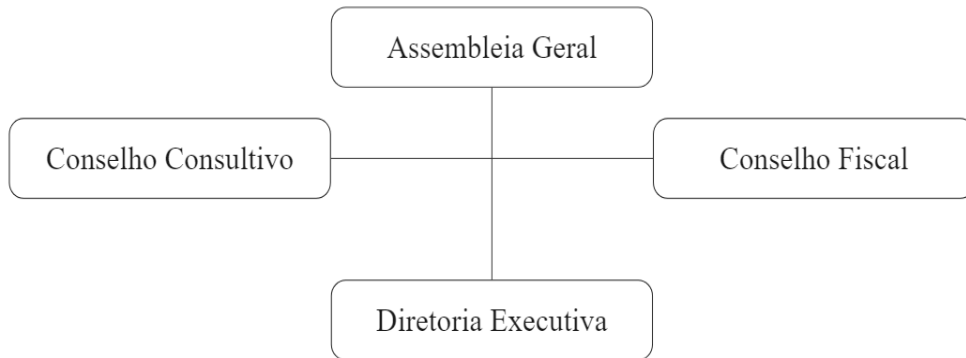 Assembleia Geral
Conselho Consultivo
Conselho Fiscal
Diretoria Executiva